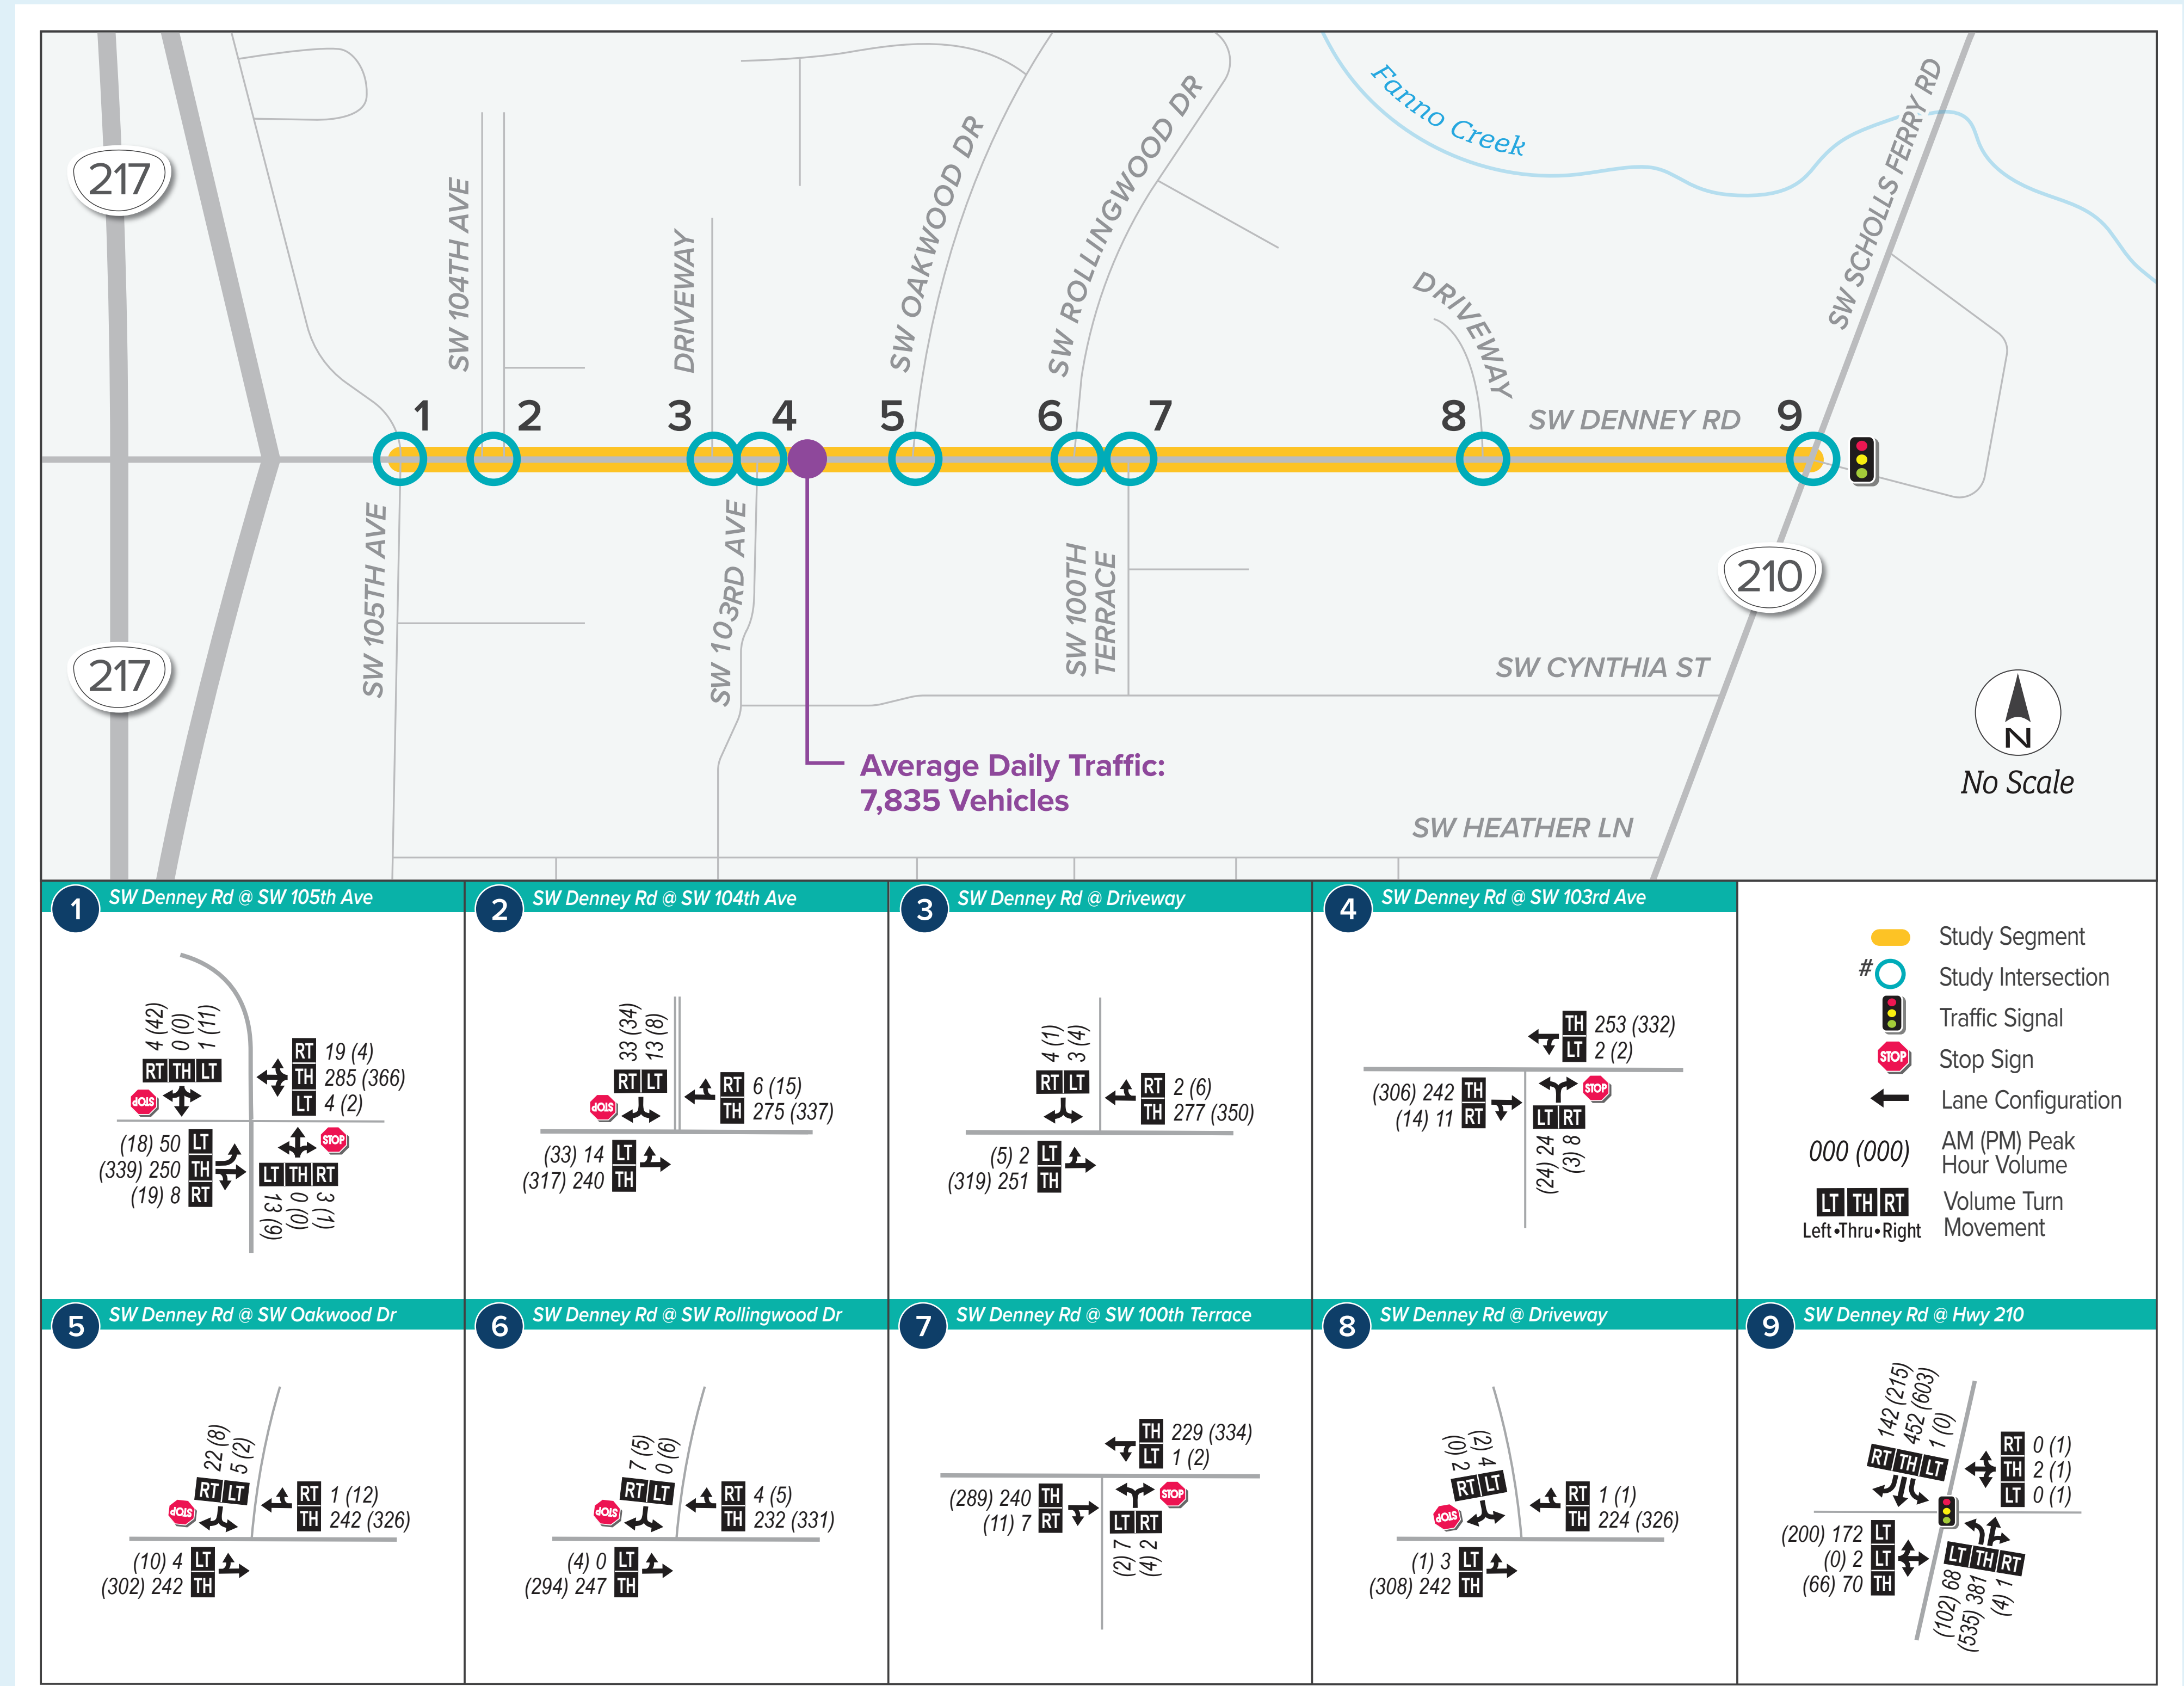 217
SW 104TH AVE
DRIVEWAY
SW OAKWOOD DR
SW ROLLINGWOOD DR
Fanno Creek
SW SCHOLLS FERRY RD
DRIVEWAY
1
2
3
4
5
6
7
8
SW DENNEY RD
9
SW 105TH AVE
SW 103RD AVE
SW 100TH
TERRACE
210
217
SW CYNTHIA ST
N
No Scale
Average Daily Traffic:
7,835 Vehicles
SW HEATHER LN
1 SW Denney Rd @ SW 105th Ave
4 (42)
0 (0)
1 (11)
RT TH LT
STOP
RT 19 (4)
TH 285 (366)
LT 4 (2)
(18) 50 LT
(339) 250 TH
(19) 8 RT
STOP
LT TH RT
13 (9)
0 (0)
3 (1)
2 SW Denney Rd @ SW 104th Ave
33 (34)
13 (8)
RT LT
STOP
RT 6 (15)
TH 275 (337)
(33) 14 LT
(317) 240 TH
3 SW Denney Rd @ Driveway
4 (1)
3 (4)
RT LT
RT 2 (6)
TH 277 (350)
(5) 2 LT
(319) 251 TH
4 SW Denney Rd @ SW 103rd Ave
TH 253 (332)
LT 2 (2)
(306) 242 TH
(14) 11 RT
STOP
LT RT
(24) 24
(3) 8
Study Segment
# Study Intersection
Traffic Signal
STOP Stop Sign
Lane Configuration
000 (000) AM (PM) Peak
Hour Volume
LT TH RT Volume Turn
Left•Thru•Right Movement
5 SW Denney Rd @ SW Oakwood Dr
22 (8)
5 (2)
RT LT
STOP
RT 1 (12)
TH 242 (326)
(10) 4 LT
(302) 242 TH
6 SW Denney Rd @ SW Rollingwood Dr
7 (5)
0 (6)
RT LT
STOP
RT 4 (5)
TH 232 (331)
(4) 0 LT
(294) 247 TH
7 SW Denney Rd @ SW 100th Terrace
TH 229 (334)
LT 1 (2)
(289) 240 TH
(11) 7 RT
STOP
LT RT
(2) 7
(4) 2
8 SW Denney Rd @ Driveway
(0) 2
(2) 4
RT LT
STOP
RT 1 (1)
TH 224 (326)
(1) 3 LT
(308) 242 TH
9 SW Denney Rd @ Hwy 210
142 (215)
452 (603)
1 (0)
RT TH LT
RT 0 (1)
TH 2 (1)
LT 0 (1)
(200) 172 LT
(0) 2 LT
(66) 70 TH
LT TH RT
(102) 68
(535) 381
(4) 1